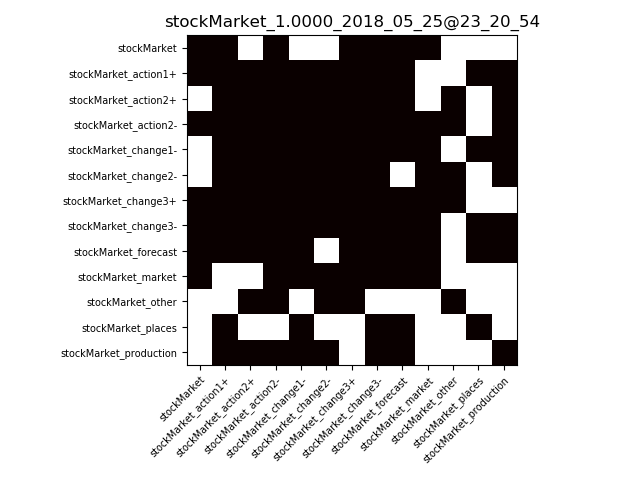 stockMarket_1.0000_2018_05_25@23_20_54
stockMarket
stockMarket_action1+
stockMarket_action2+
stockMarket_action2-
stockMarket_change1-
stockMarket_change2-
stockMarket_change3+
stockMarket_change3-
stockMarket_forecast
stockMarket_market
stockMarket_other
stockMarket_places
stockMarket_production
stockMarket
stockMarket_action1+
stockMarket_action2+
stockMarket_action2-
stockMarket_change1-
stockMarket_change2-
stockMarket_change3+
stockMarket_change3-
stockMarket_forecast
stockMarket_market
stockMarket_other
stockMarket_places
stockMarket_production